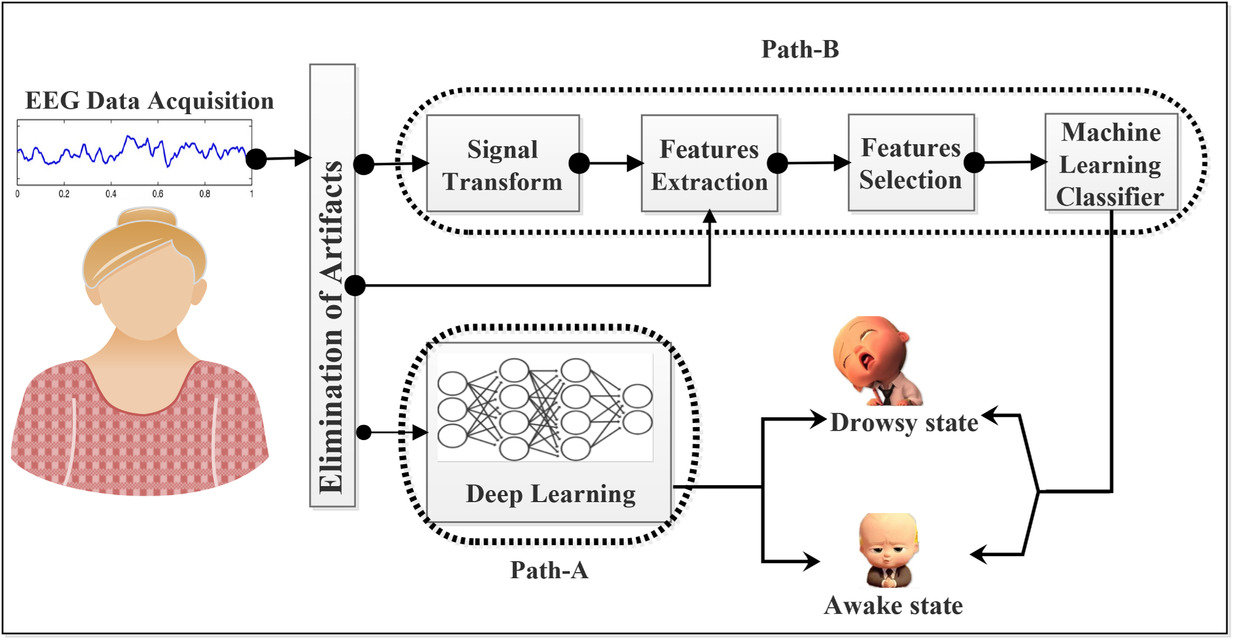 Path-B
EEG Data Acquisition
0 0.2 0.4 0.6 0.8 1
Elimination of Artifacts
Signal
Transform
Features
Extraction
Features
Selection
Machine
Learning
Classifier
Deep Learning
Path-A
Drowsy state
Awake state